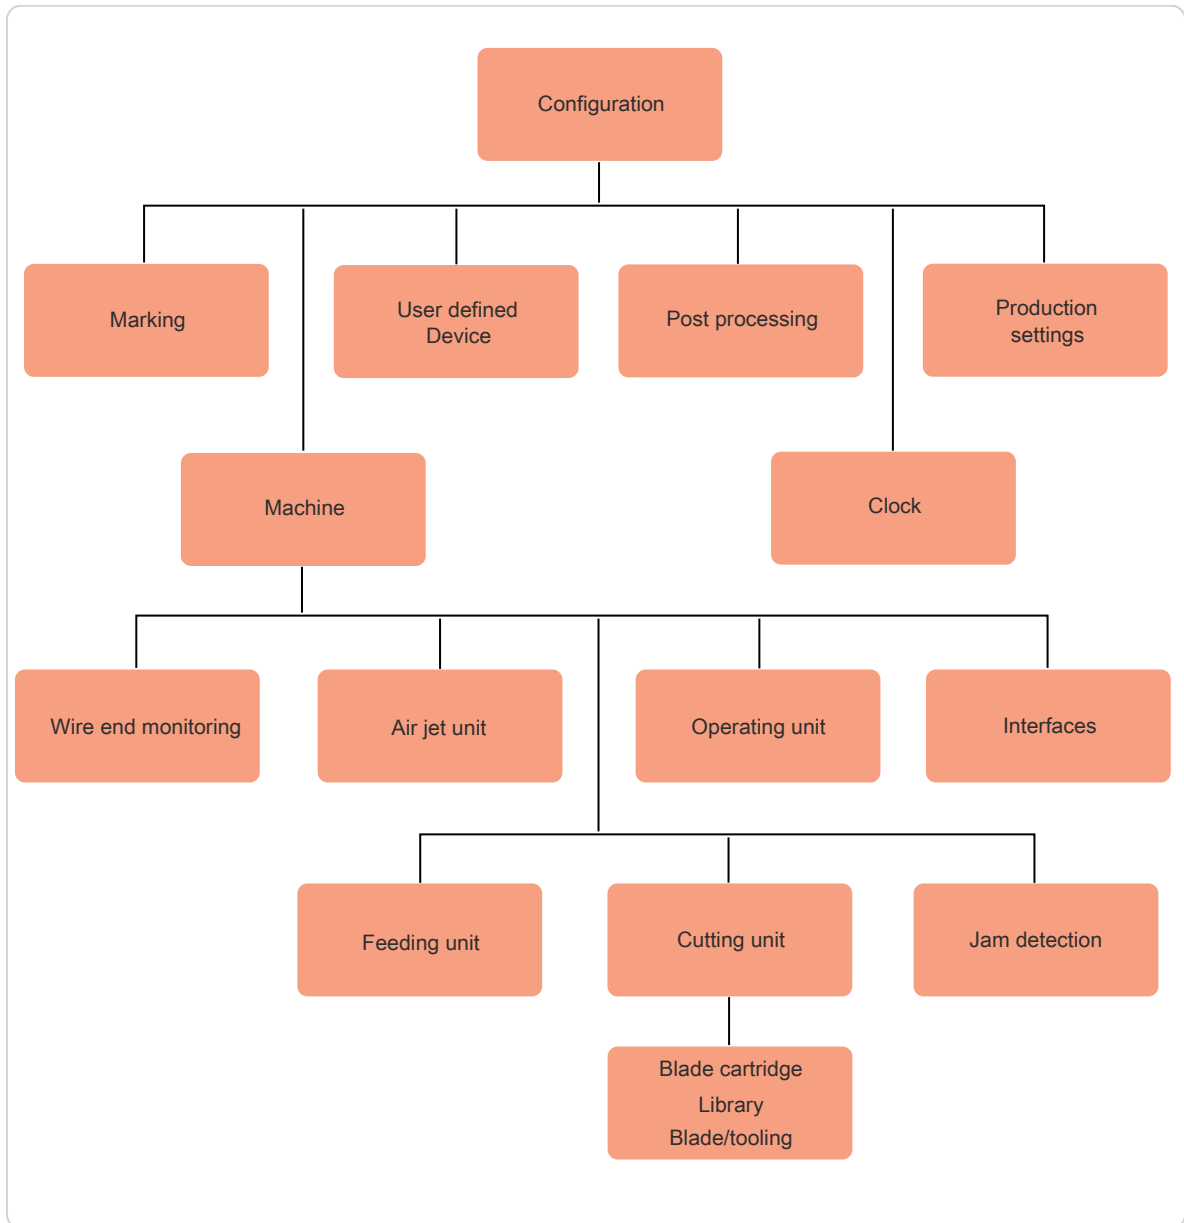 Configuration
Marking
User defined
Device
Post processing
Production
settings
Machine
Clock
Wire end monitoring
Air jet unit
Operating unit
Interfaces
Feeding unit
Cutting unit
Jam detection
Blade cartridge
Library
Blade/tooling